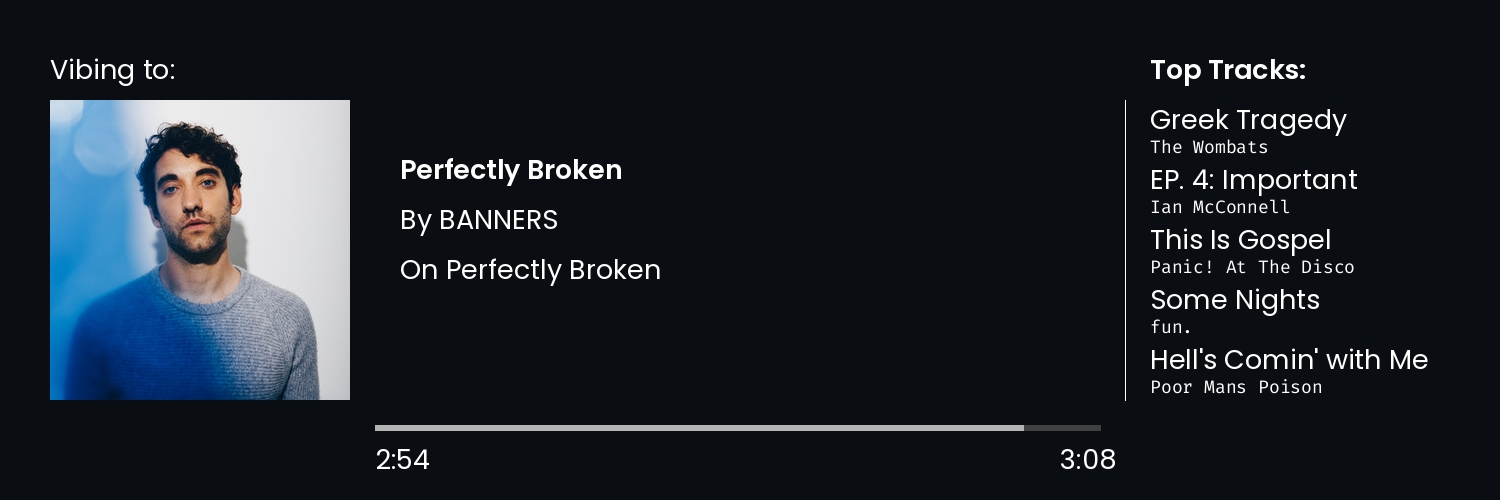 Vibing to:
Perfectly Broken
By BANNERS
On Perfectly Broken
2:54
3:08
Top Tracks:
Greek Tragedy
The Wombats
EP. 4: Important
Ian McConnell
This Is Gospel
Panic! At The Disco
Some Nights
fun.
Hell's Comin' with Me
Poor Mans Poison